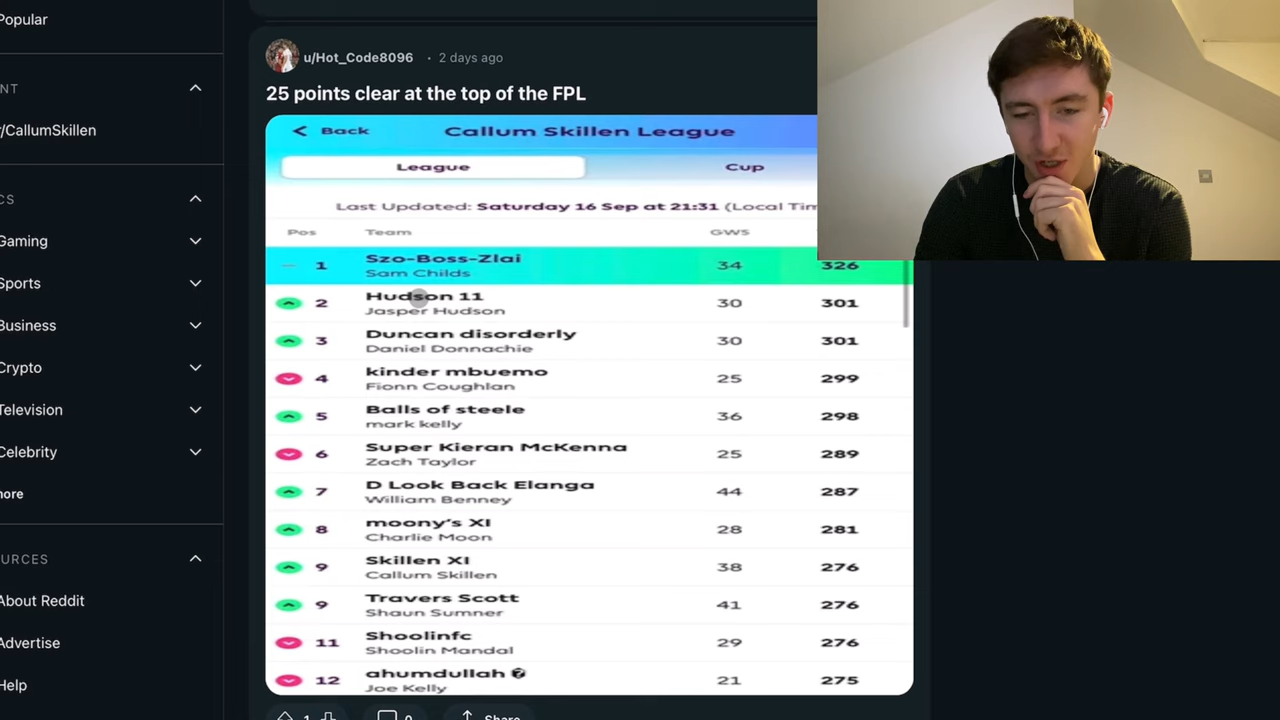 Popular
u/Hot_Code8096 • 2 days ago
25 points clear at the top of the FPL
NT
/CallumSkillen
CS
Gaming
Sports
Business
Crypto
Television
Celebrity
more
URCES
About Reddit
Advertise
Help
< Back Callum Skillen League
League Cup
Last Updated: Saturday 16 Sep at 21:31 (Local Tim
Pos Team GW5
1 Szo-Boss-Zlai 34 326
Sam Childs
2 Hudson 11 30 301
Jasper Hudson
3 Duncan disorderly 30 301
Daniel Donnachie
4 kinder mbuemo 25 299
Fionn Coughlan
5 Balls of steele 36 298
mark kelly
6 Super Kieran McKenna 25 289
Zach Taylor
7 D Look Back Elanga 44 287
William Benney
8 moony's XI 28 281
Charlie Moon
9 Skillen XI 38 276
Callum Skillen
9 Travers Scott 41 276
Shaun Sumner
11 Shoolinfc 29 276
Shoolin Mandal
12 ahumdullah � 21 275
Joe Kelly
1 0 Share